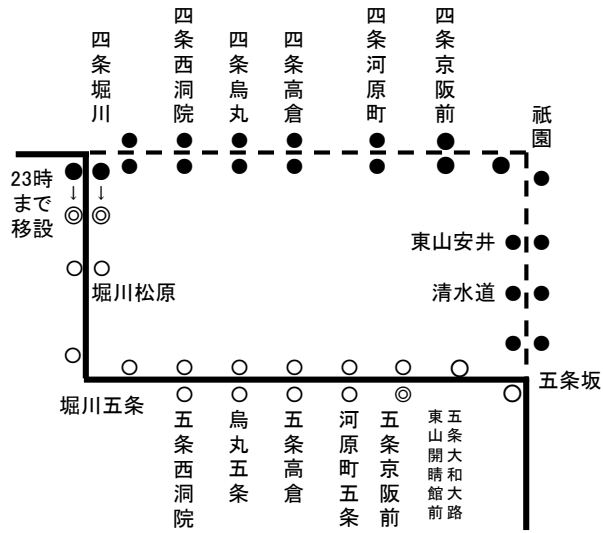 四条堀川
四条西洞院
四条烏丸
四条高倉
四条河原町
四条京阪前
祇園
23時
まで
移設
↓
↓
東山安井
堀川松原
清水道
五条坂
堀川五条
五条西洞院
烏丸五条
五条高倉
河原町五条
五条京阪前
五条大和大路
東山開睛館前